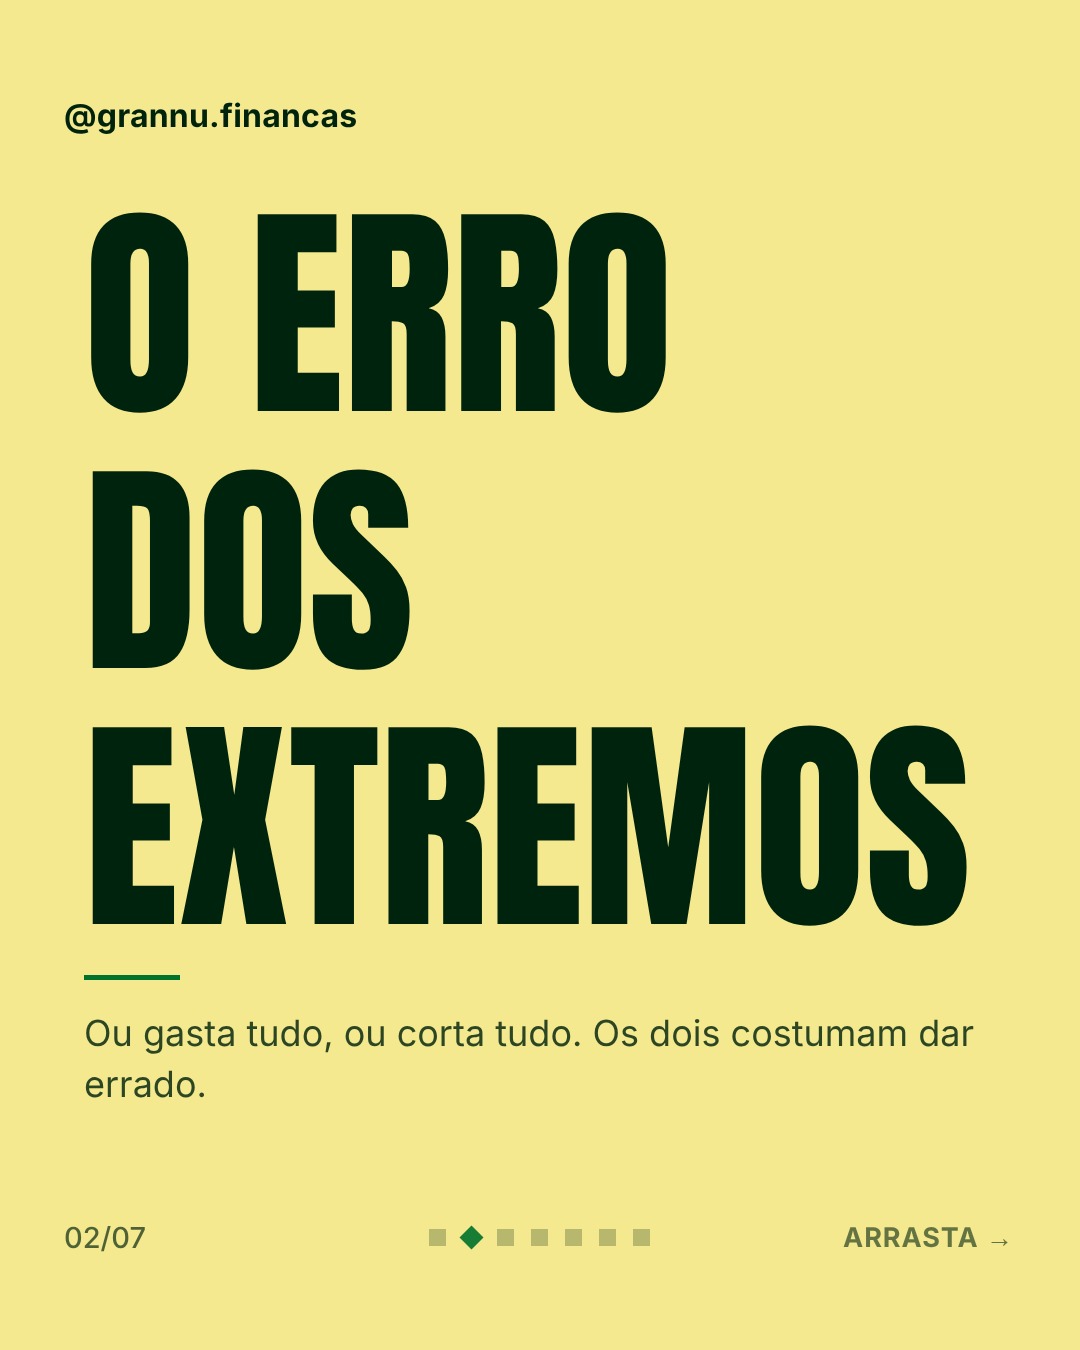 @grannu.financas
O ERRO
DOS
EXTREMOS
Ou gasta tudo, ou corta tudo. Os dois costumam dar
errado.
02/07
ARRASTA →